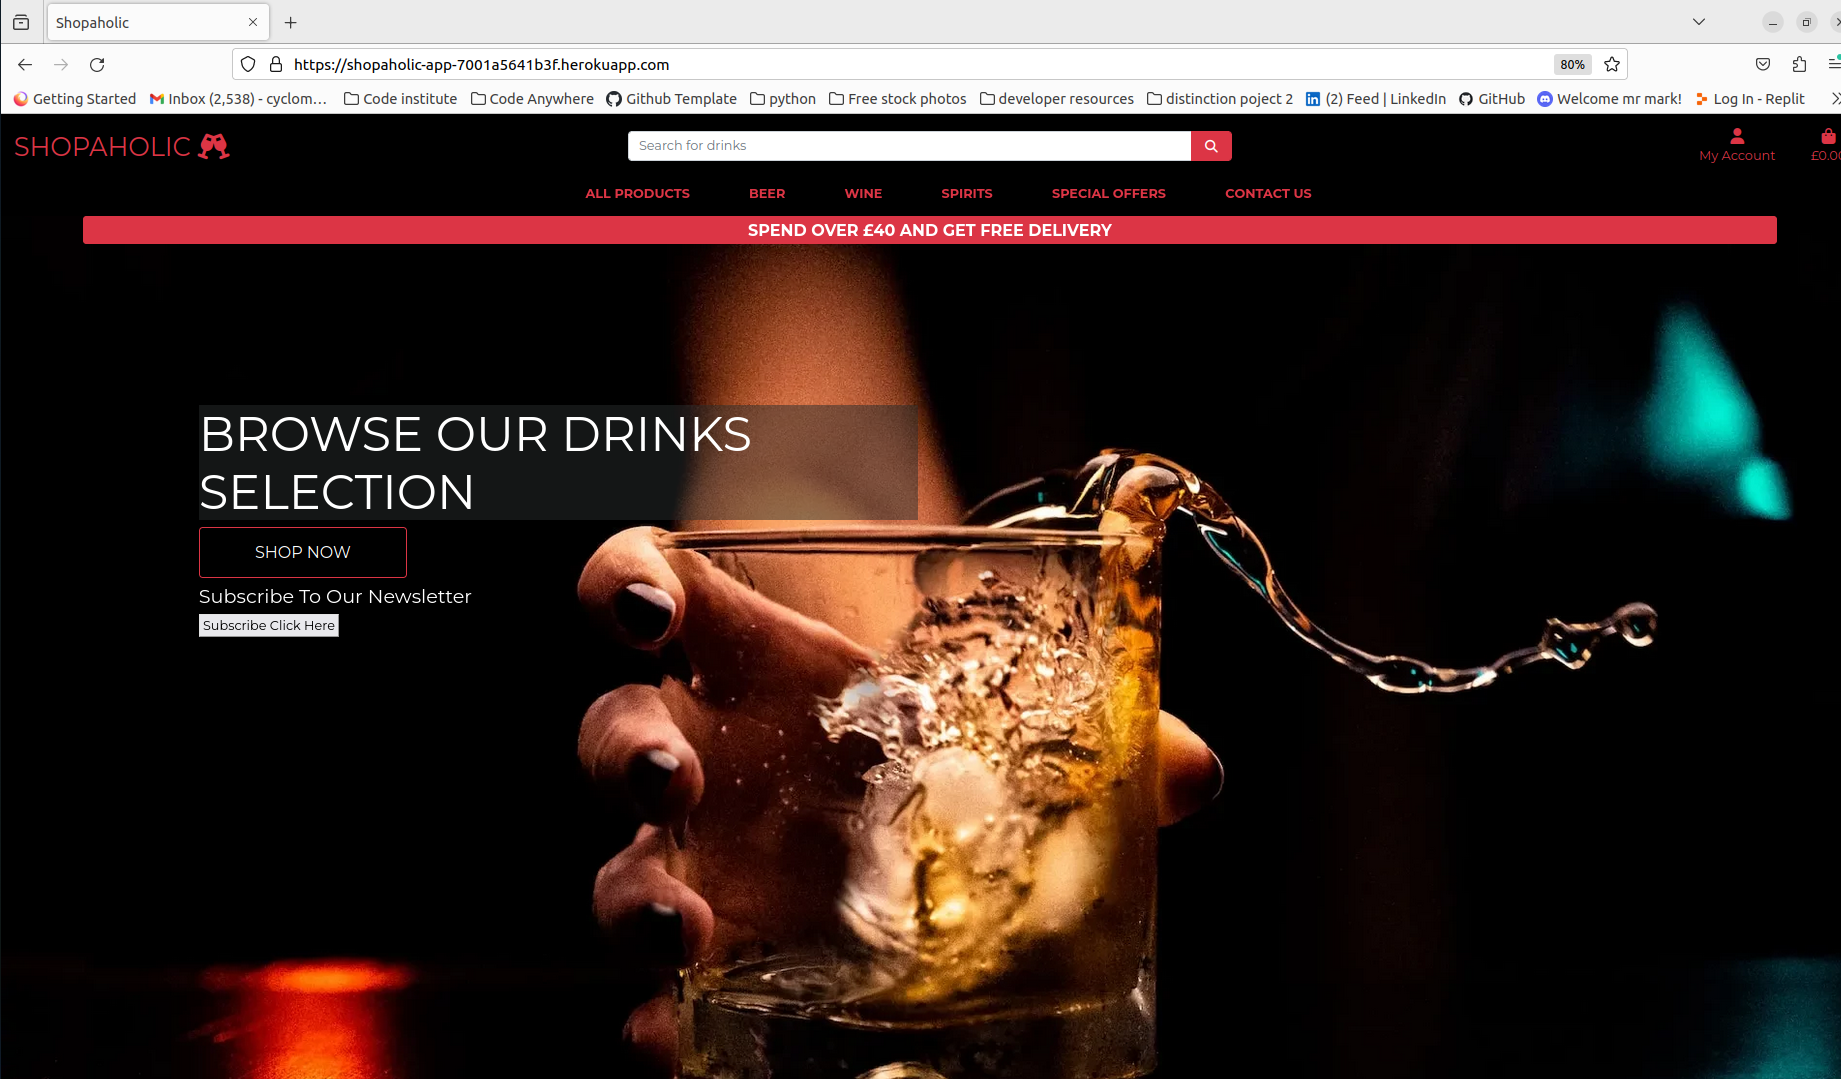 Shopaholic
https://shopaholic-app-7001a5641b3f.herokuapp.com
80%
Getting Started
Inbox (2,538) - cyclom…
Code institute
Code Anywhere
Github Template
python
Free stock photos
developer resources
distinction poject 2
(2) Feed | LinkedIn
GitHub
Welcome mr mark!
Log In - Replit
SHOPAHOLIC
Search for drinks
My Account
ALL PRODUCTS
BEER
WINE
SPIRITS
SPECIAL OFFERS
CONTACT US
SPEND OVER £40 AND GET FREE DELIVERY
BROWSE OUR DRINKS
SELECTION
SHOP NOW
Subscribe To Our Newsletter
Subscribe Click Here